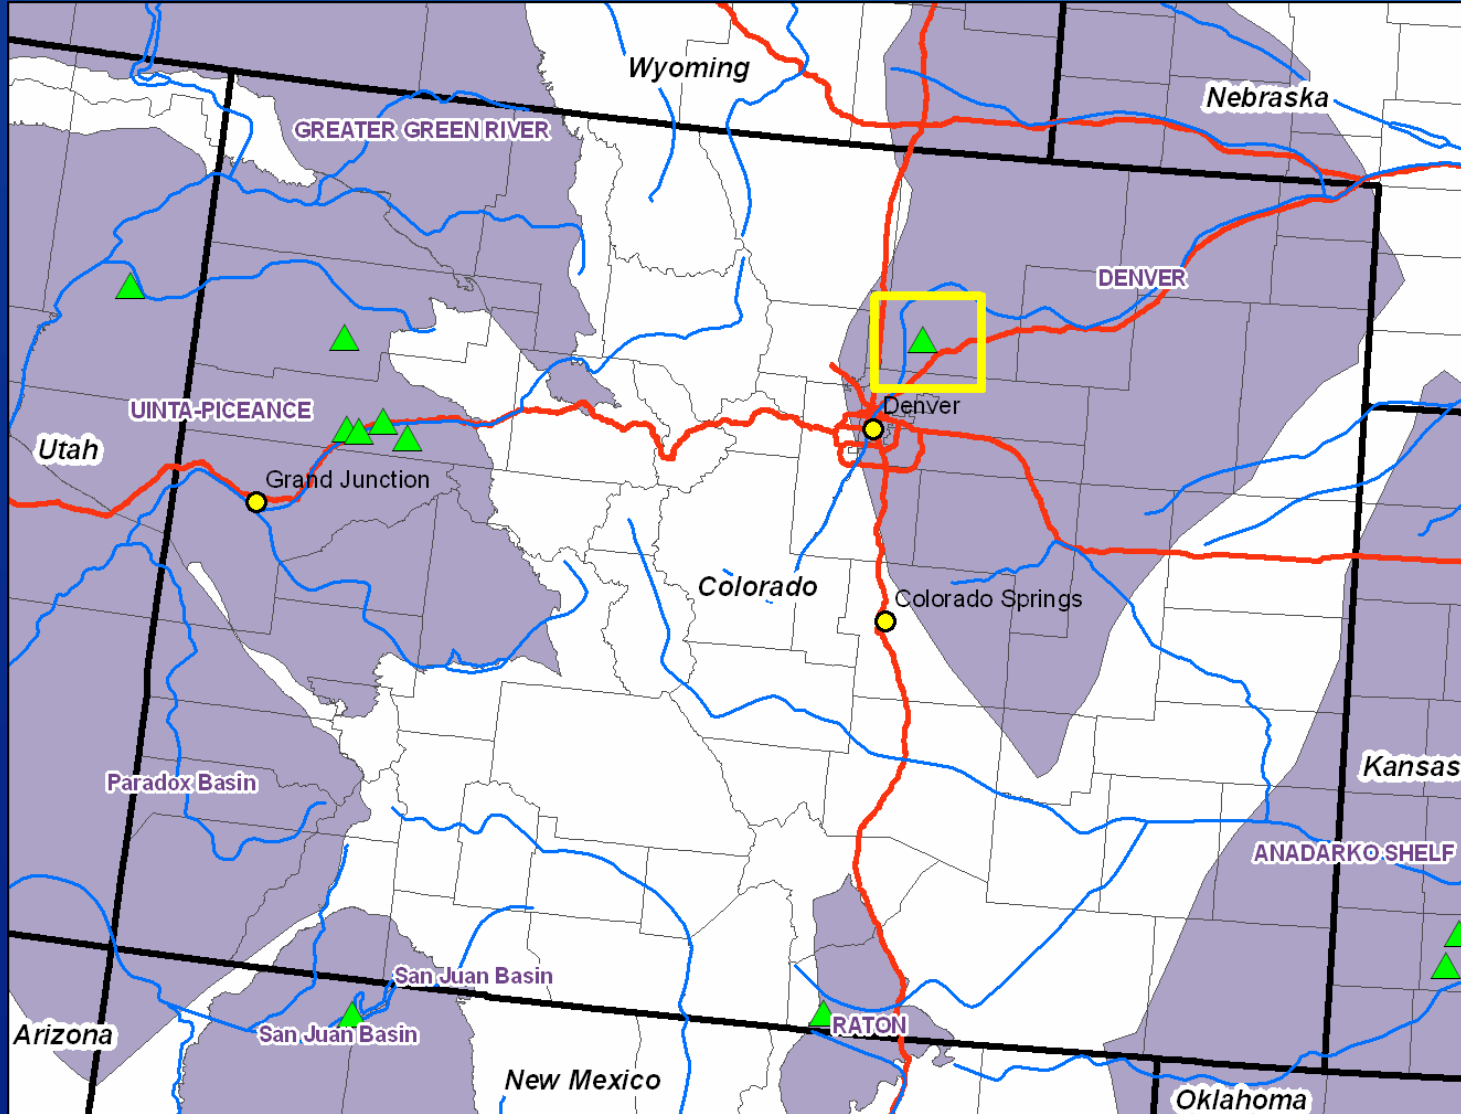 Wyoming
Nebraska
GREATER GREEN RIVER
DENVER
UINTA-PICEANCE
Denver
Utah
Grand Junction
Colorado
Colorado Springs
Kansas
Paradox Basin
ANADARKO SHELF
San Juan Basin
RATON
Arizona
San Juan Basin
New Mexico
Oklahoma